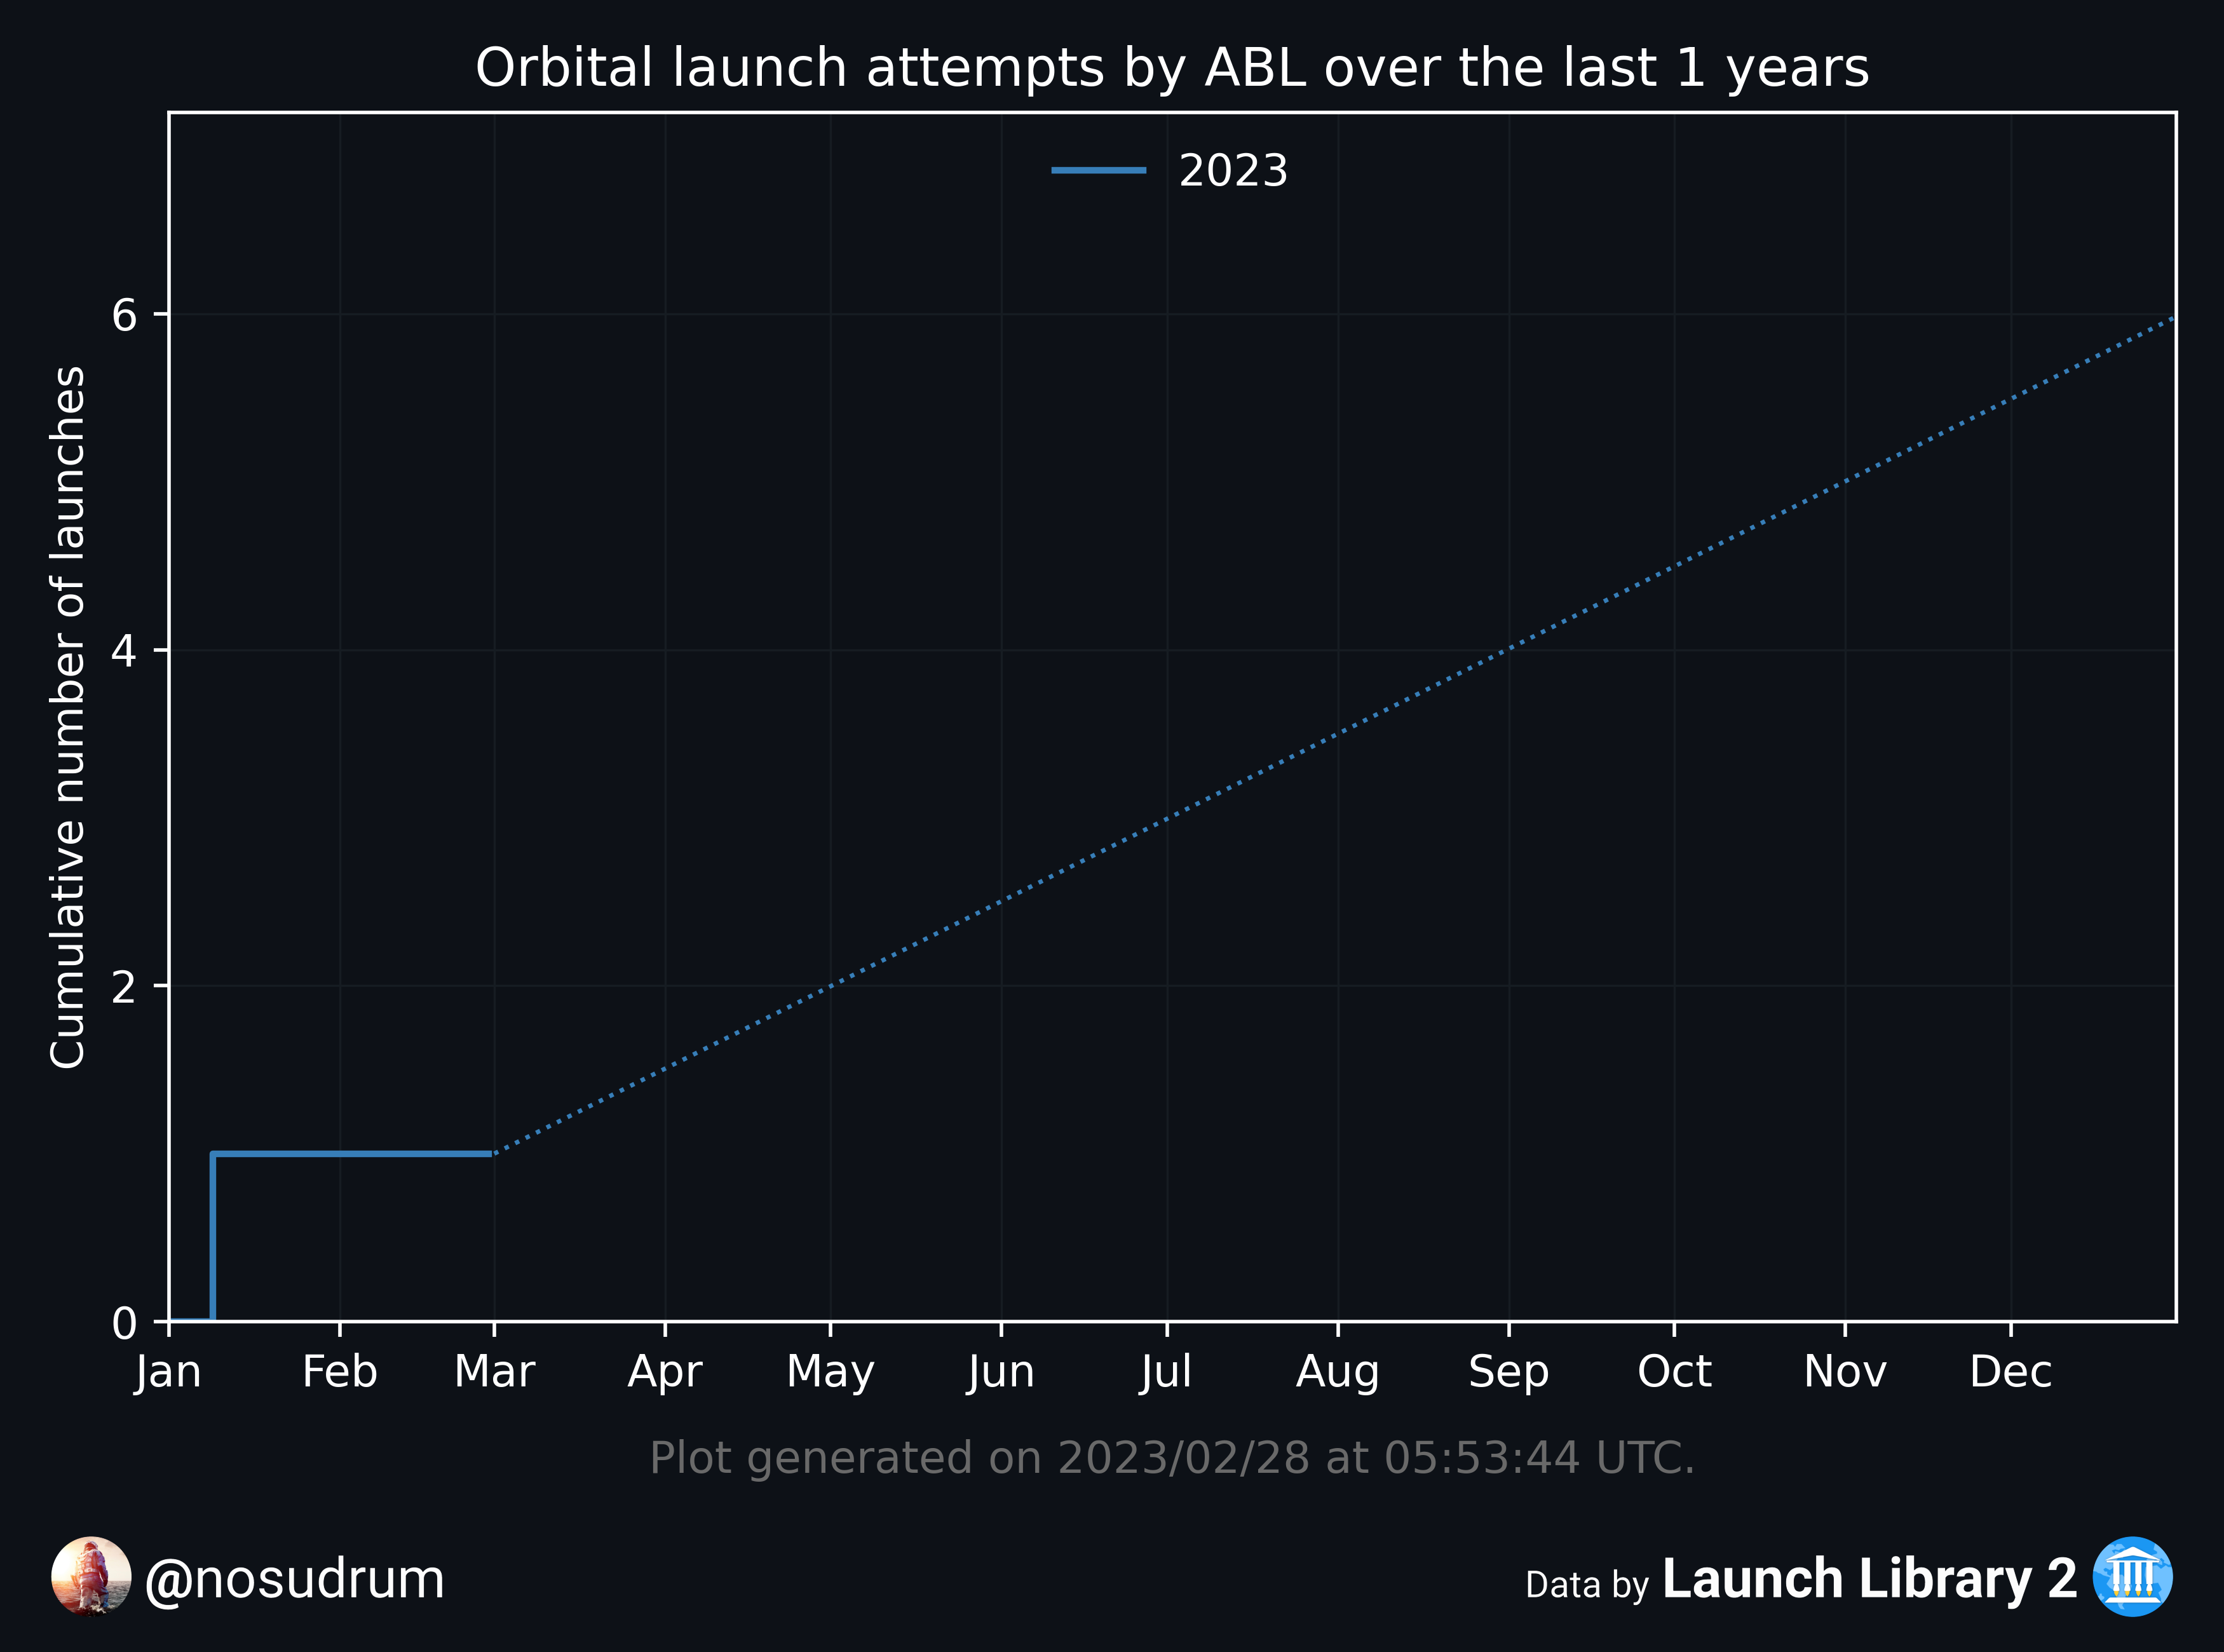 Orbital launch attempts by ABL over the last 1 years
2023
Cumulative number of launches
6
4
2
0
Jan Feb Mar Apr May Jun Jul Aug Sep Oct Nov Dec
Plot generated on 2023/02/28 at 05:53:44 UTC.
@nosudrum
Data by Launch Library 2